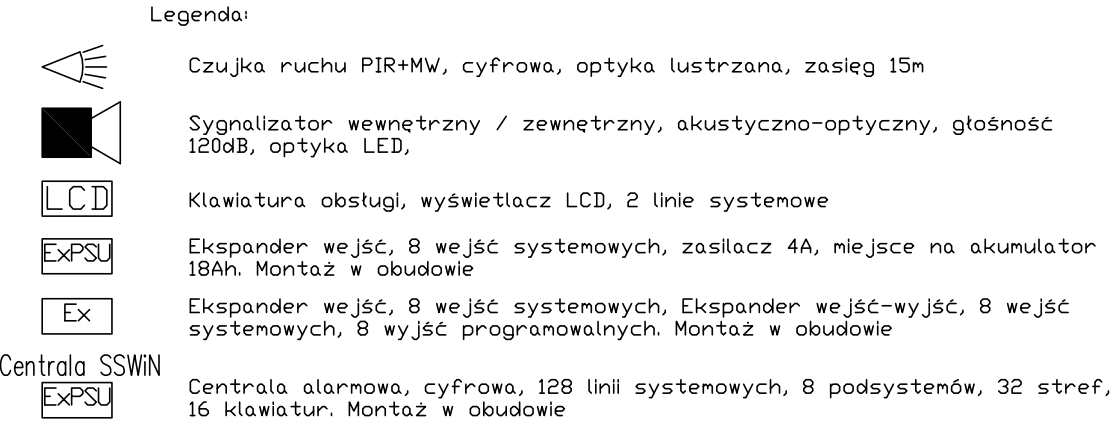 Legenda:
Czujka ruchu PIR+MW, cyfrowa, optyka lustrzana, zasięg 15m
Sygnalizator wewnętrzny / zewnętrzny, akustyczno-optyczny, głośność
120dB, optyka LED,
LCD
Klawiatura obsługi, wyświetlacz LCD, 2 linie systemowe
ExPSU
Ekspander wejść, 8 wejść systemowych, zasilacz 4A, miejsce na akumulator
18Ah. Montaż w obudowie
Ex
Ekspander wejść, 8 wejść systemowych, Ekspander wejść-wyjść, 8 wejść
systemowych, 8 wyjść programowalnych. Montaż w obudowie
Centrala SSWiN
ExPSU
Centrala alarmowa, cyfrowa, 128 linii systemowych, 8 podsystemów, 32 stref,
16 klawiatur. Montaż w obudowie